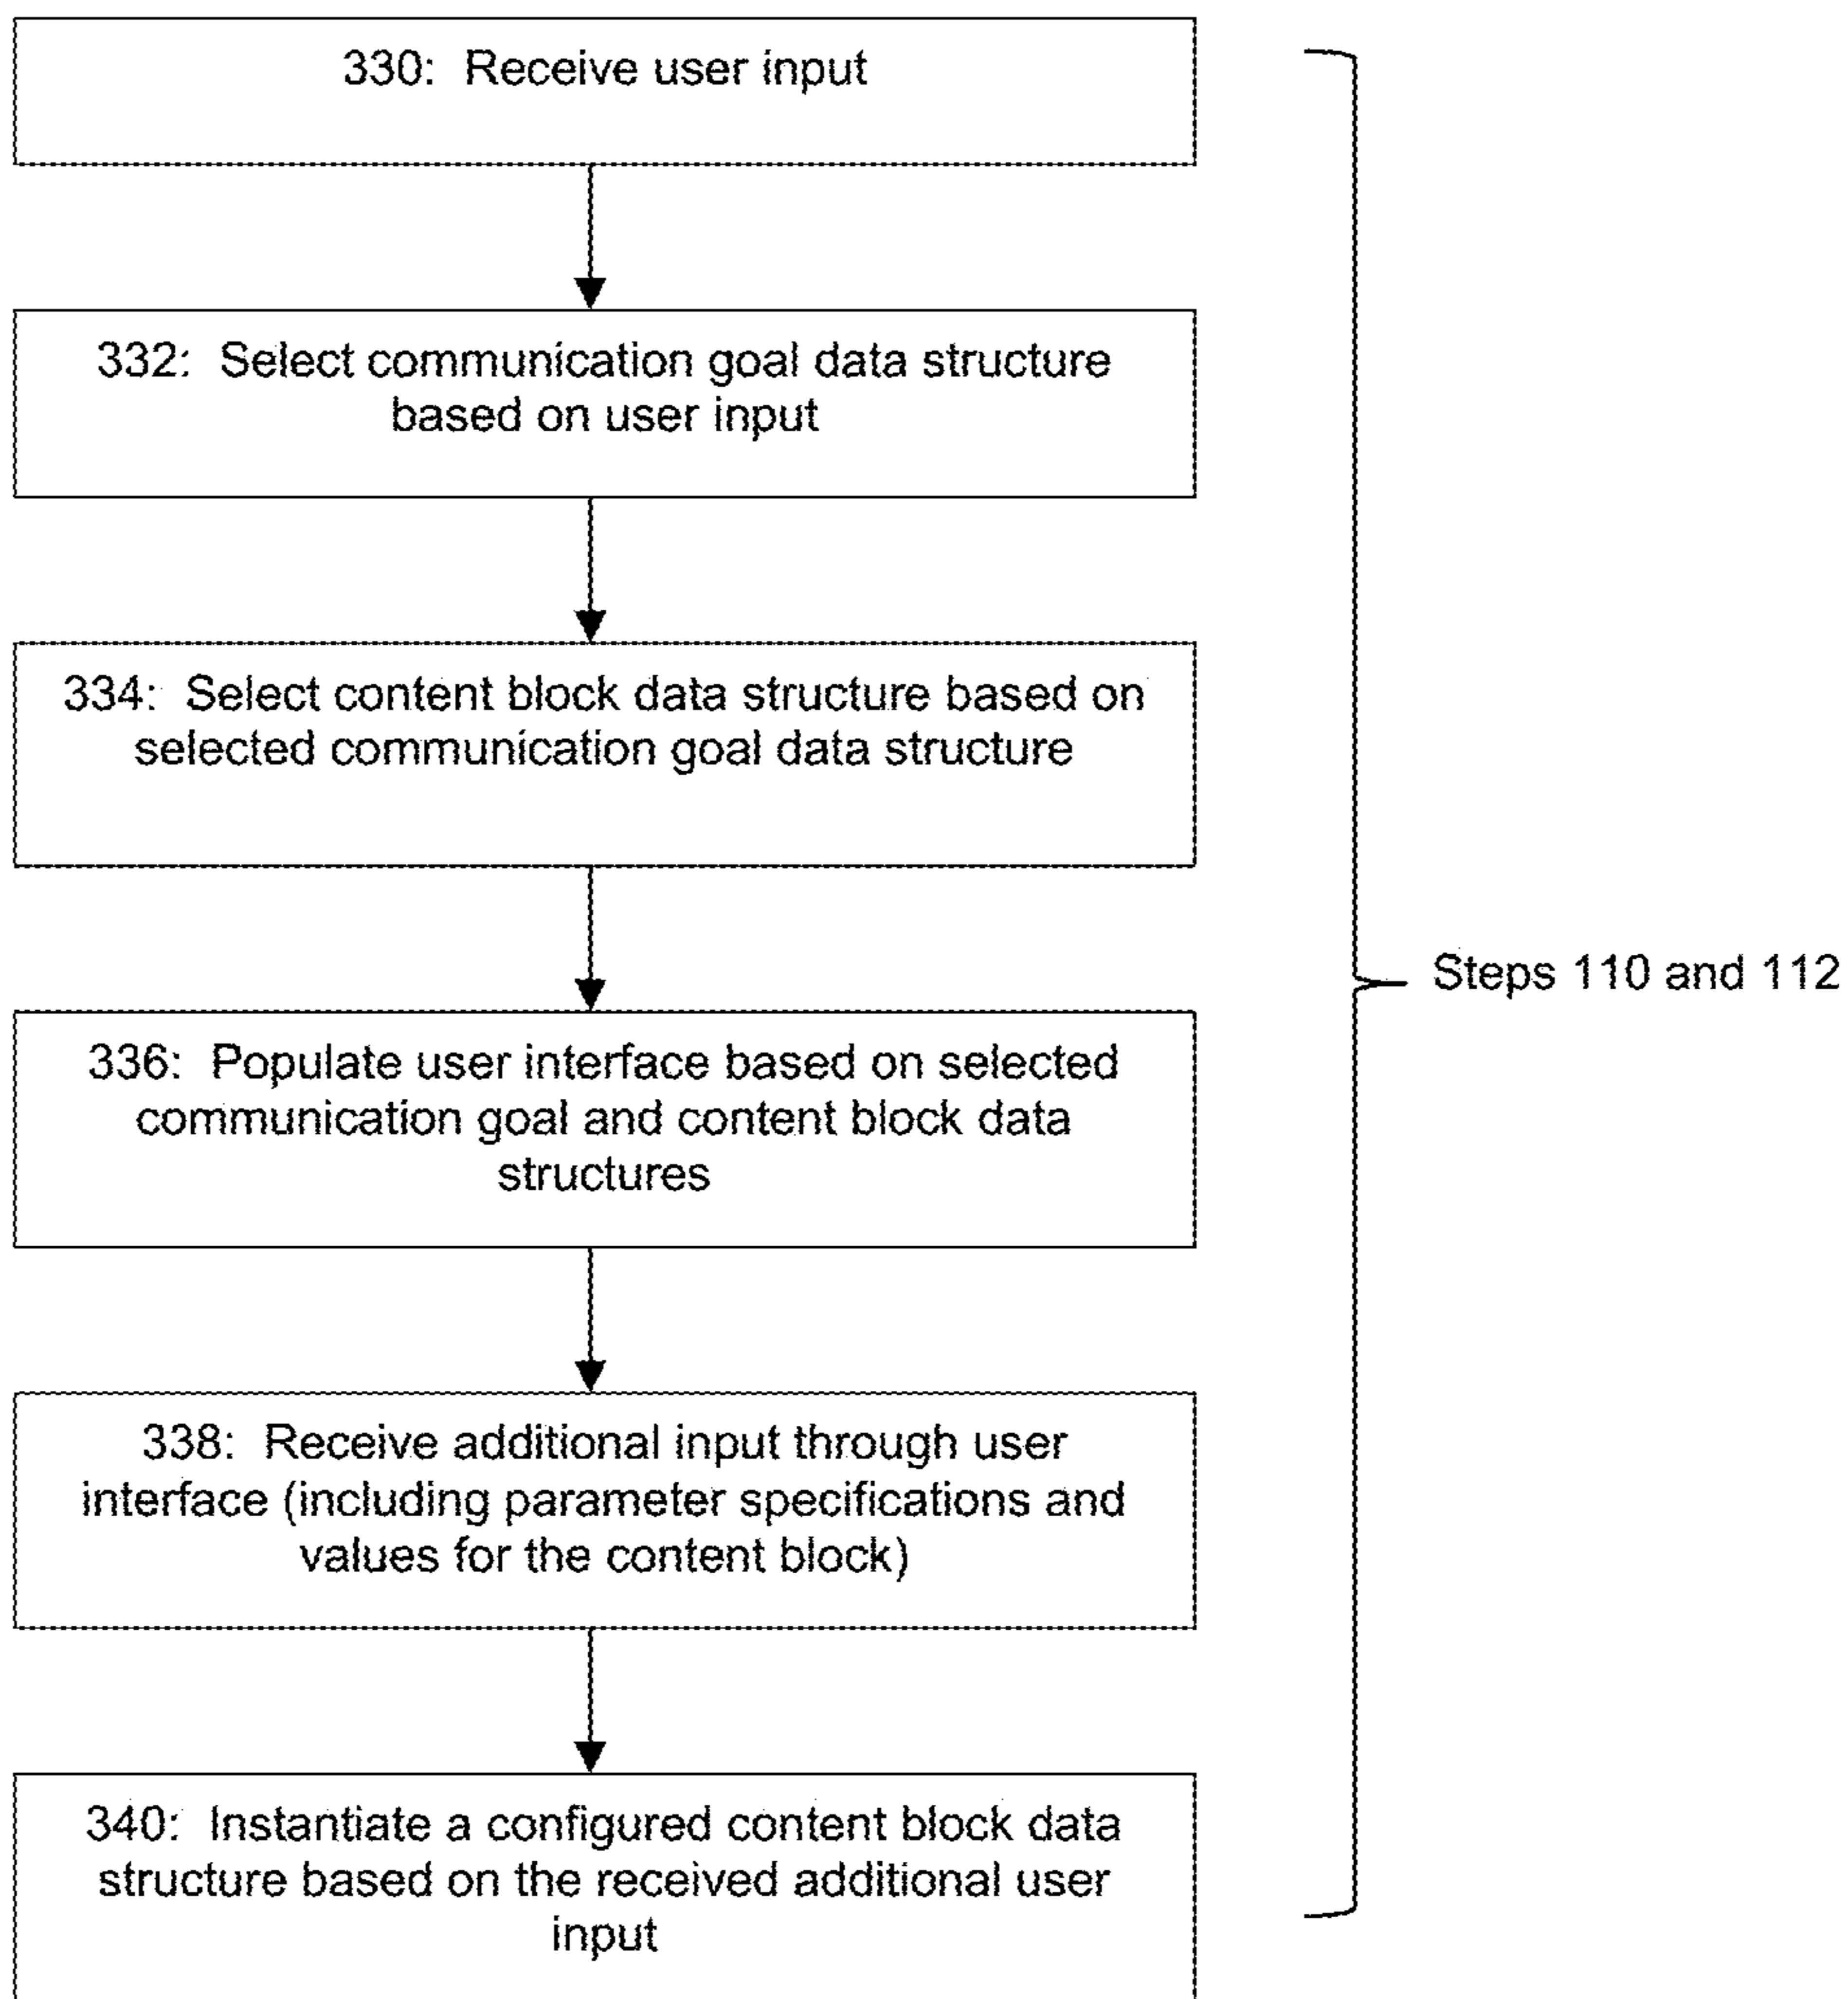 330: Receive user input
332: Select communication goal data structure
based on user input
334: Select content block data structure based on
selected communication goal data structure
336: Populate user interface based on selected
communication goal and content block data
structures
338: Receive additional input through user
interface (including parameter specifications and
values for the content block)
340: Instantiate a configured content block data
structure based on the received additional user
input
Steps 110 and 112